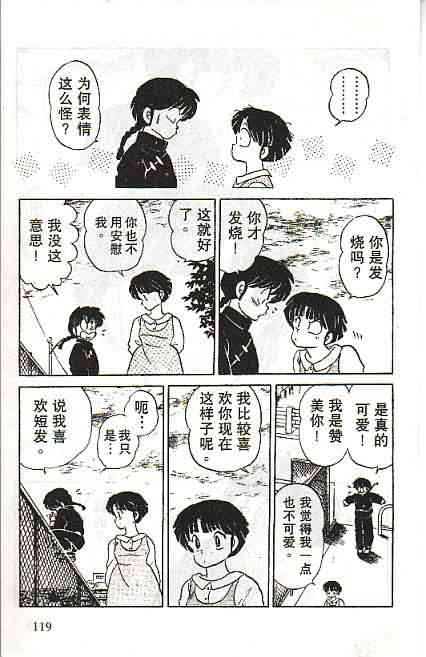 …………
为何表情
这么怪？
你是发
烧吗？
你才
发烧！
这就好
了。
你也不
用安慰
我。
我没这
意思！
是真的
可爱！
我是赞
美你！
我觉得我一点
也不可爱。
我比较喜
欢你现在
这样子呢。
呃…
我只
是…
说我喜
欢短发。
119